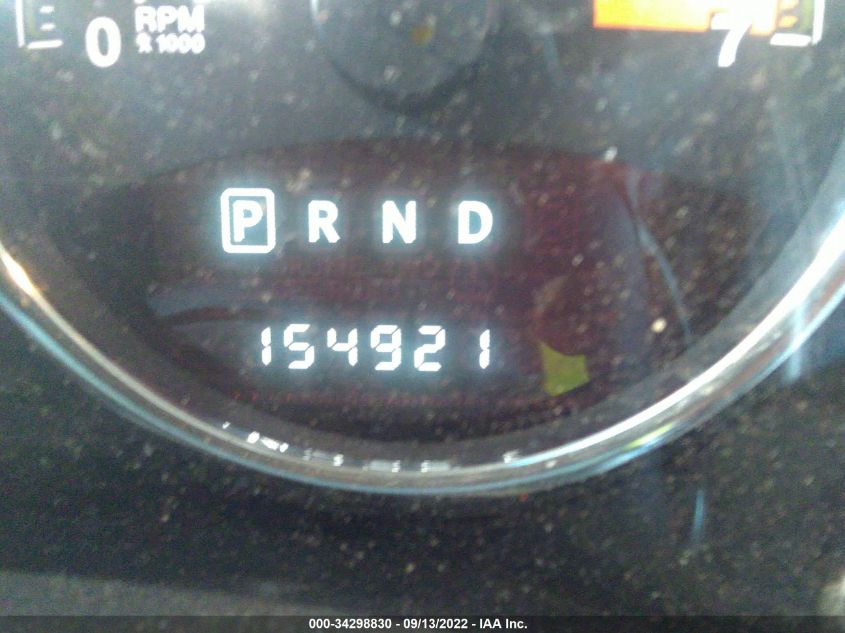 0 RPM X 1000 7
P R N D
154921
000-34298830 - 09/13/2022 - IAA Inc.